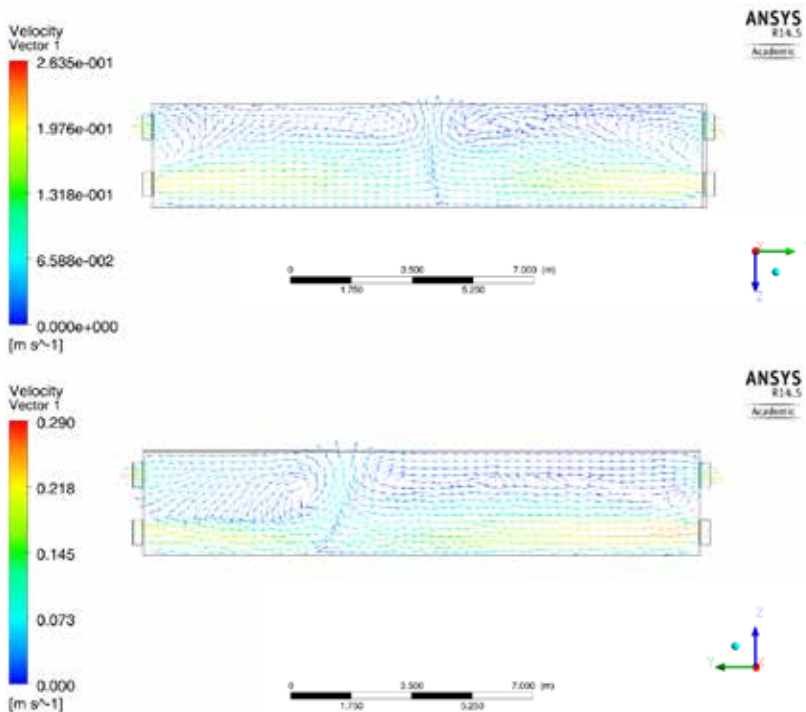 Velocity
Vector 1
2.635e-001
1.976e-001
1.318e-001
6.588e-002
0.000e+000
[m s^-1]
ANSYS
R14.5
Academic
0 3.500 7.000 (m)
1.750 5.250
X
Z
Velocity
Vector 1
0.290
0.218
0.145
0.073
0.000
[m s^-1]
ANSYS
R14.5
Academic
0 3.500 7.000 (m)
1.750 5.250
Z
Y X